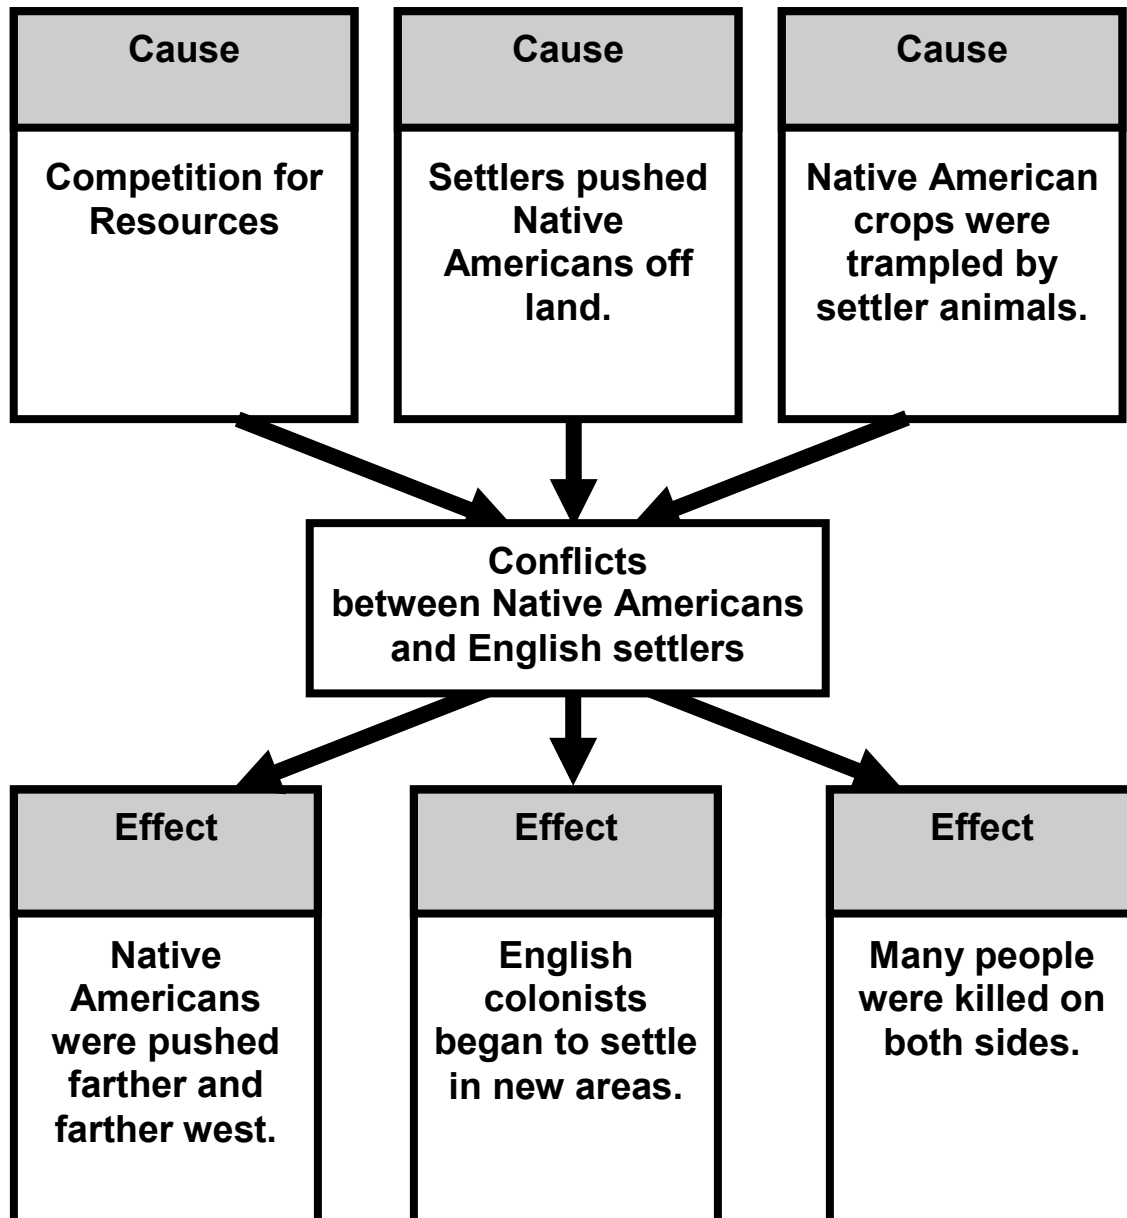 Cause
Competition for
Resources
Cause
Settlers pushed
Native
Americans off
land.
Cause
Native American
crops were
trampled by
settler animals.
Conflicts
between Native Americans
and English settlers
Effect
Native
Americans
were pushed
farther and
farther west.
Effect
English
colonists
began to settle
in new areas.
Effect
Many people
were killed on
both sides.